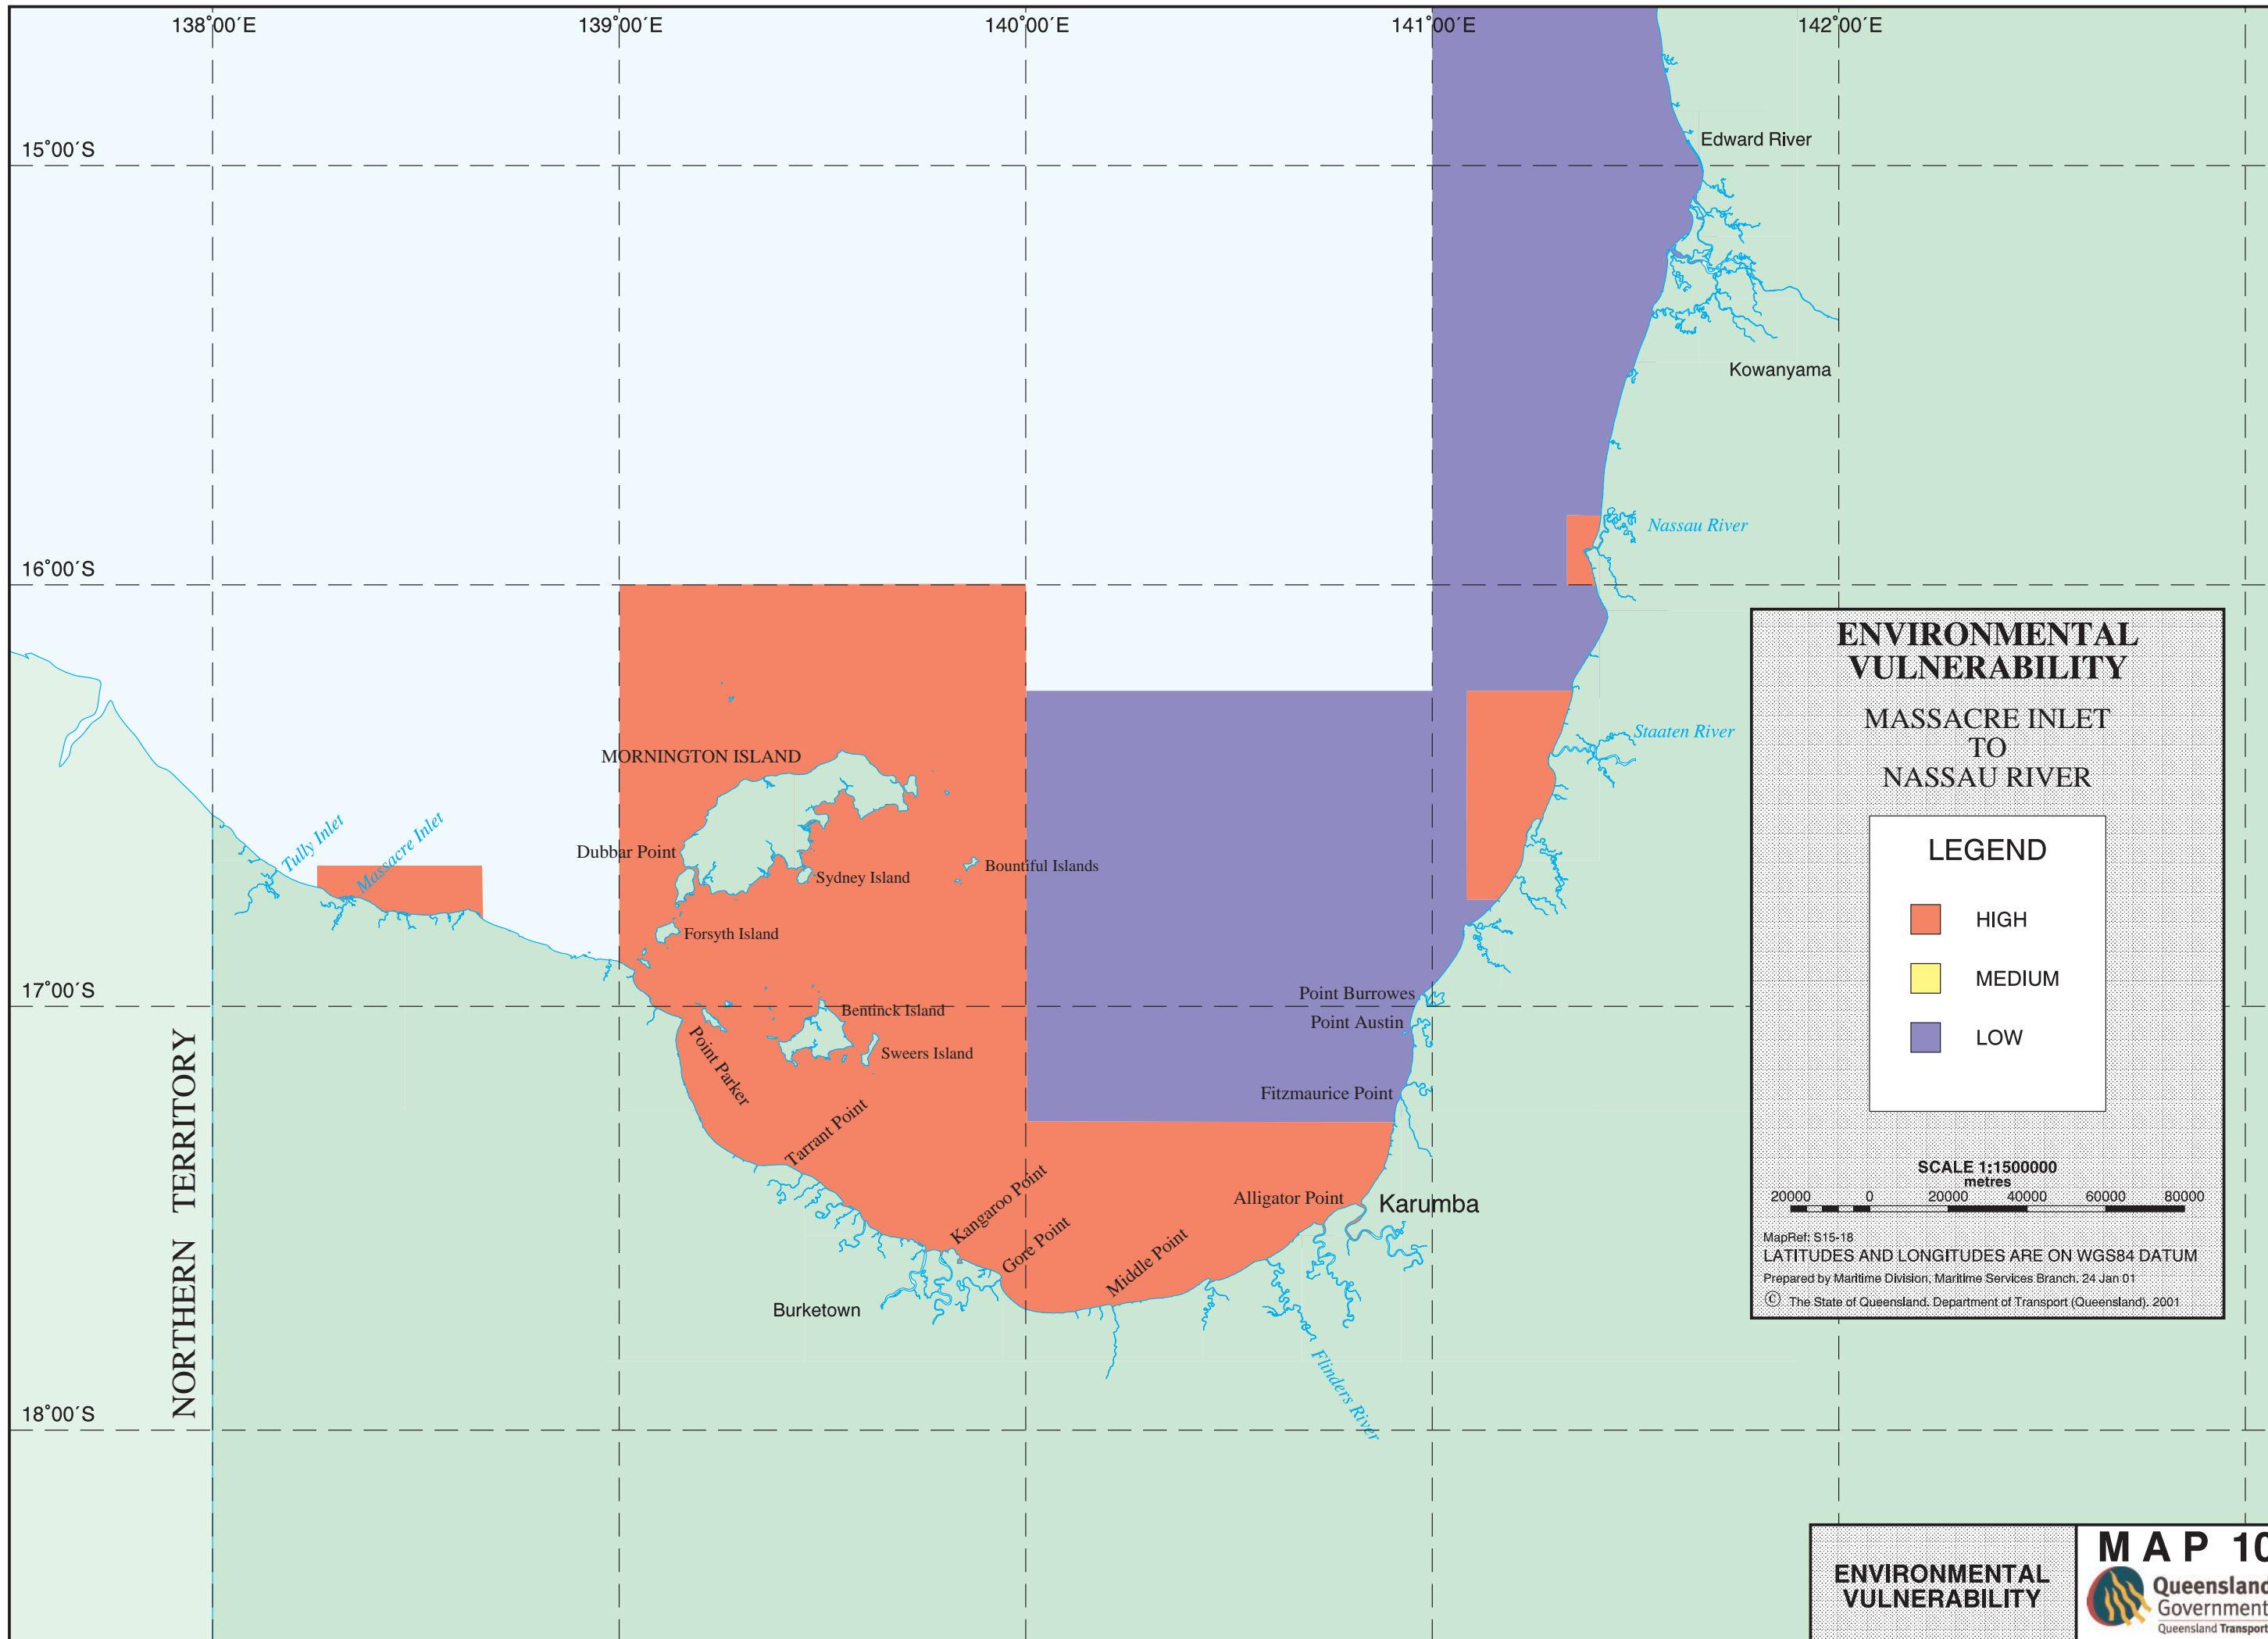 138°00´E
139°00´E
140°00´E
141°00´E
142°00´E
15°00´S
16°00´S
17°00´S
18°00´S
Edward River
Kowanyama
Nassau River
Staaten River
MORNINGTON ISLAND
Dubbar Point
Sydney Island
Bountiful Islands
Forsyth Island
Tully Inlet
Massacre Inlet
Bentinck Island
Sweers Island
Point Parker
Tarrant Point
Kangaroo Point
Gore Point
Middle Point
Alligator Point
Karumba
Point Burrowes
Point Austin
Fitzmaurice Point
Burketown
Flinders River
NORTHERN TERRITORY
ENVIRONMENTAL
VULNERABILITY
MASSACRE INLET
TO
NASSAU RIVER
LEGEND
HIGH
MEDIUM
LOW
SCALE 1:1500000
metres
20000 0 20000 40000 60000 80000
MapRef: S15-18
LATITUDES AND LONGITUDES ARE ON WGS84 DATUM
Prepared by Maritime Division, Maritime Services Branch. 24 Jan 01
© The State of Queensland. Department of Transport (Queensland). 2001
ENVIRONMENTAL
VULNERABILITY
MAP 10
Queensland
Government
Queensland Transport